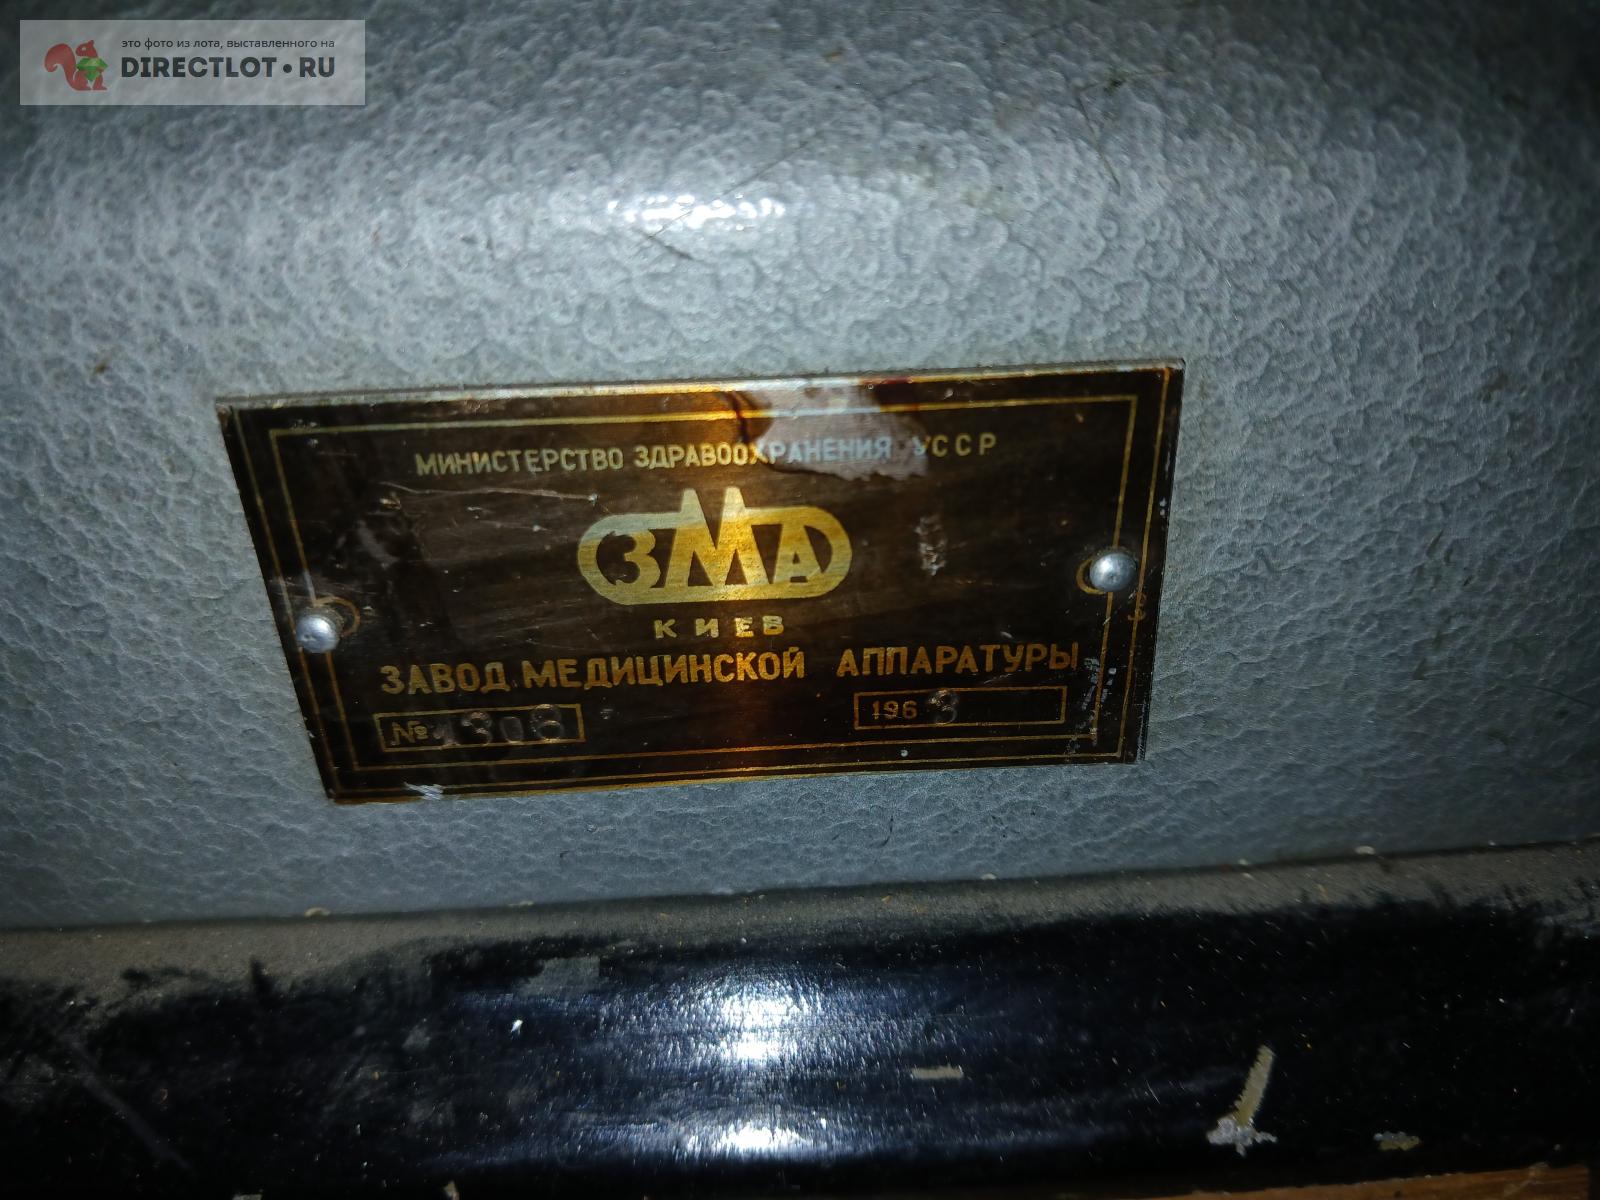 это фото из лота, выставленного на
DIRECTLOT•RU
МИНИСТЕРСТВО ЗДРАВООХРАНЕНИЯ УССР
ЗМА
КИЕВ
ЗАВОД МЕДИЦИНСКОЙ АППАРАТУРЫ
№ 1308 1963